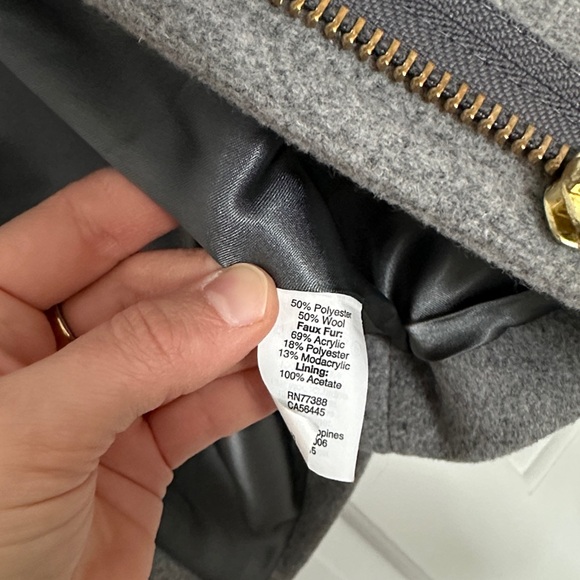 50% Polyester
50% Wool
Faux Fur:
69% Acrylic
18% Polyester
13% Modacrylic
Lining:
100% Acetate
RN77388
CA56445